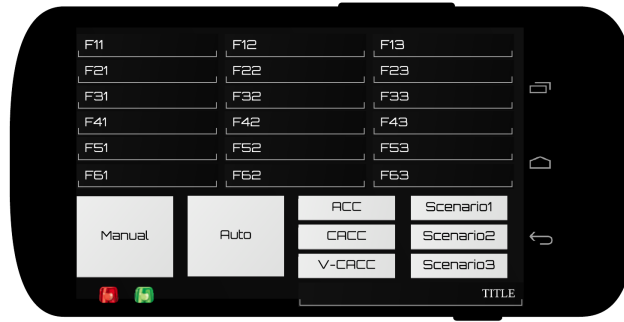 F11 F12 F13
F21 F22 F23
F31 F32 F33
F41 F42 F43
F51 F52 F53
F61 F62 F63
Manual Auto ACC Scenario1
CACC Scenario2
V-CACC Scenario3
TITLE